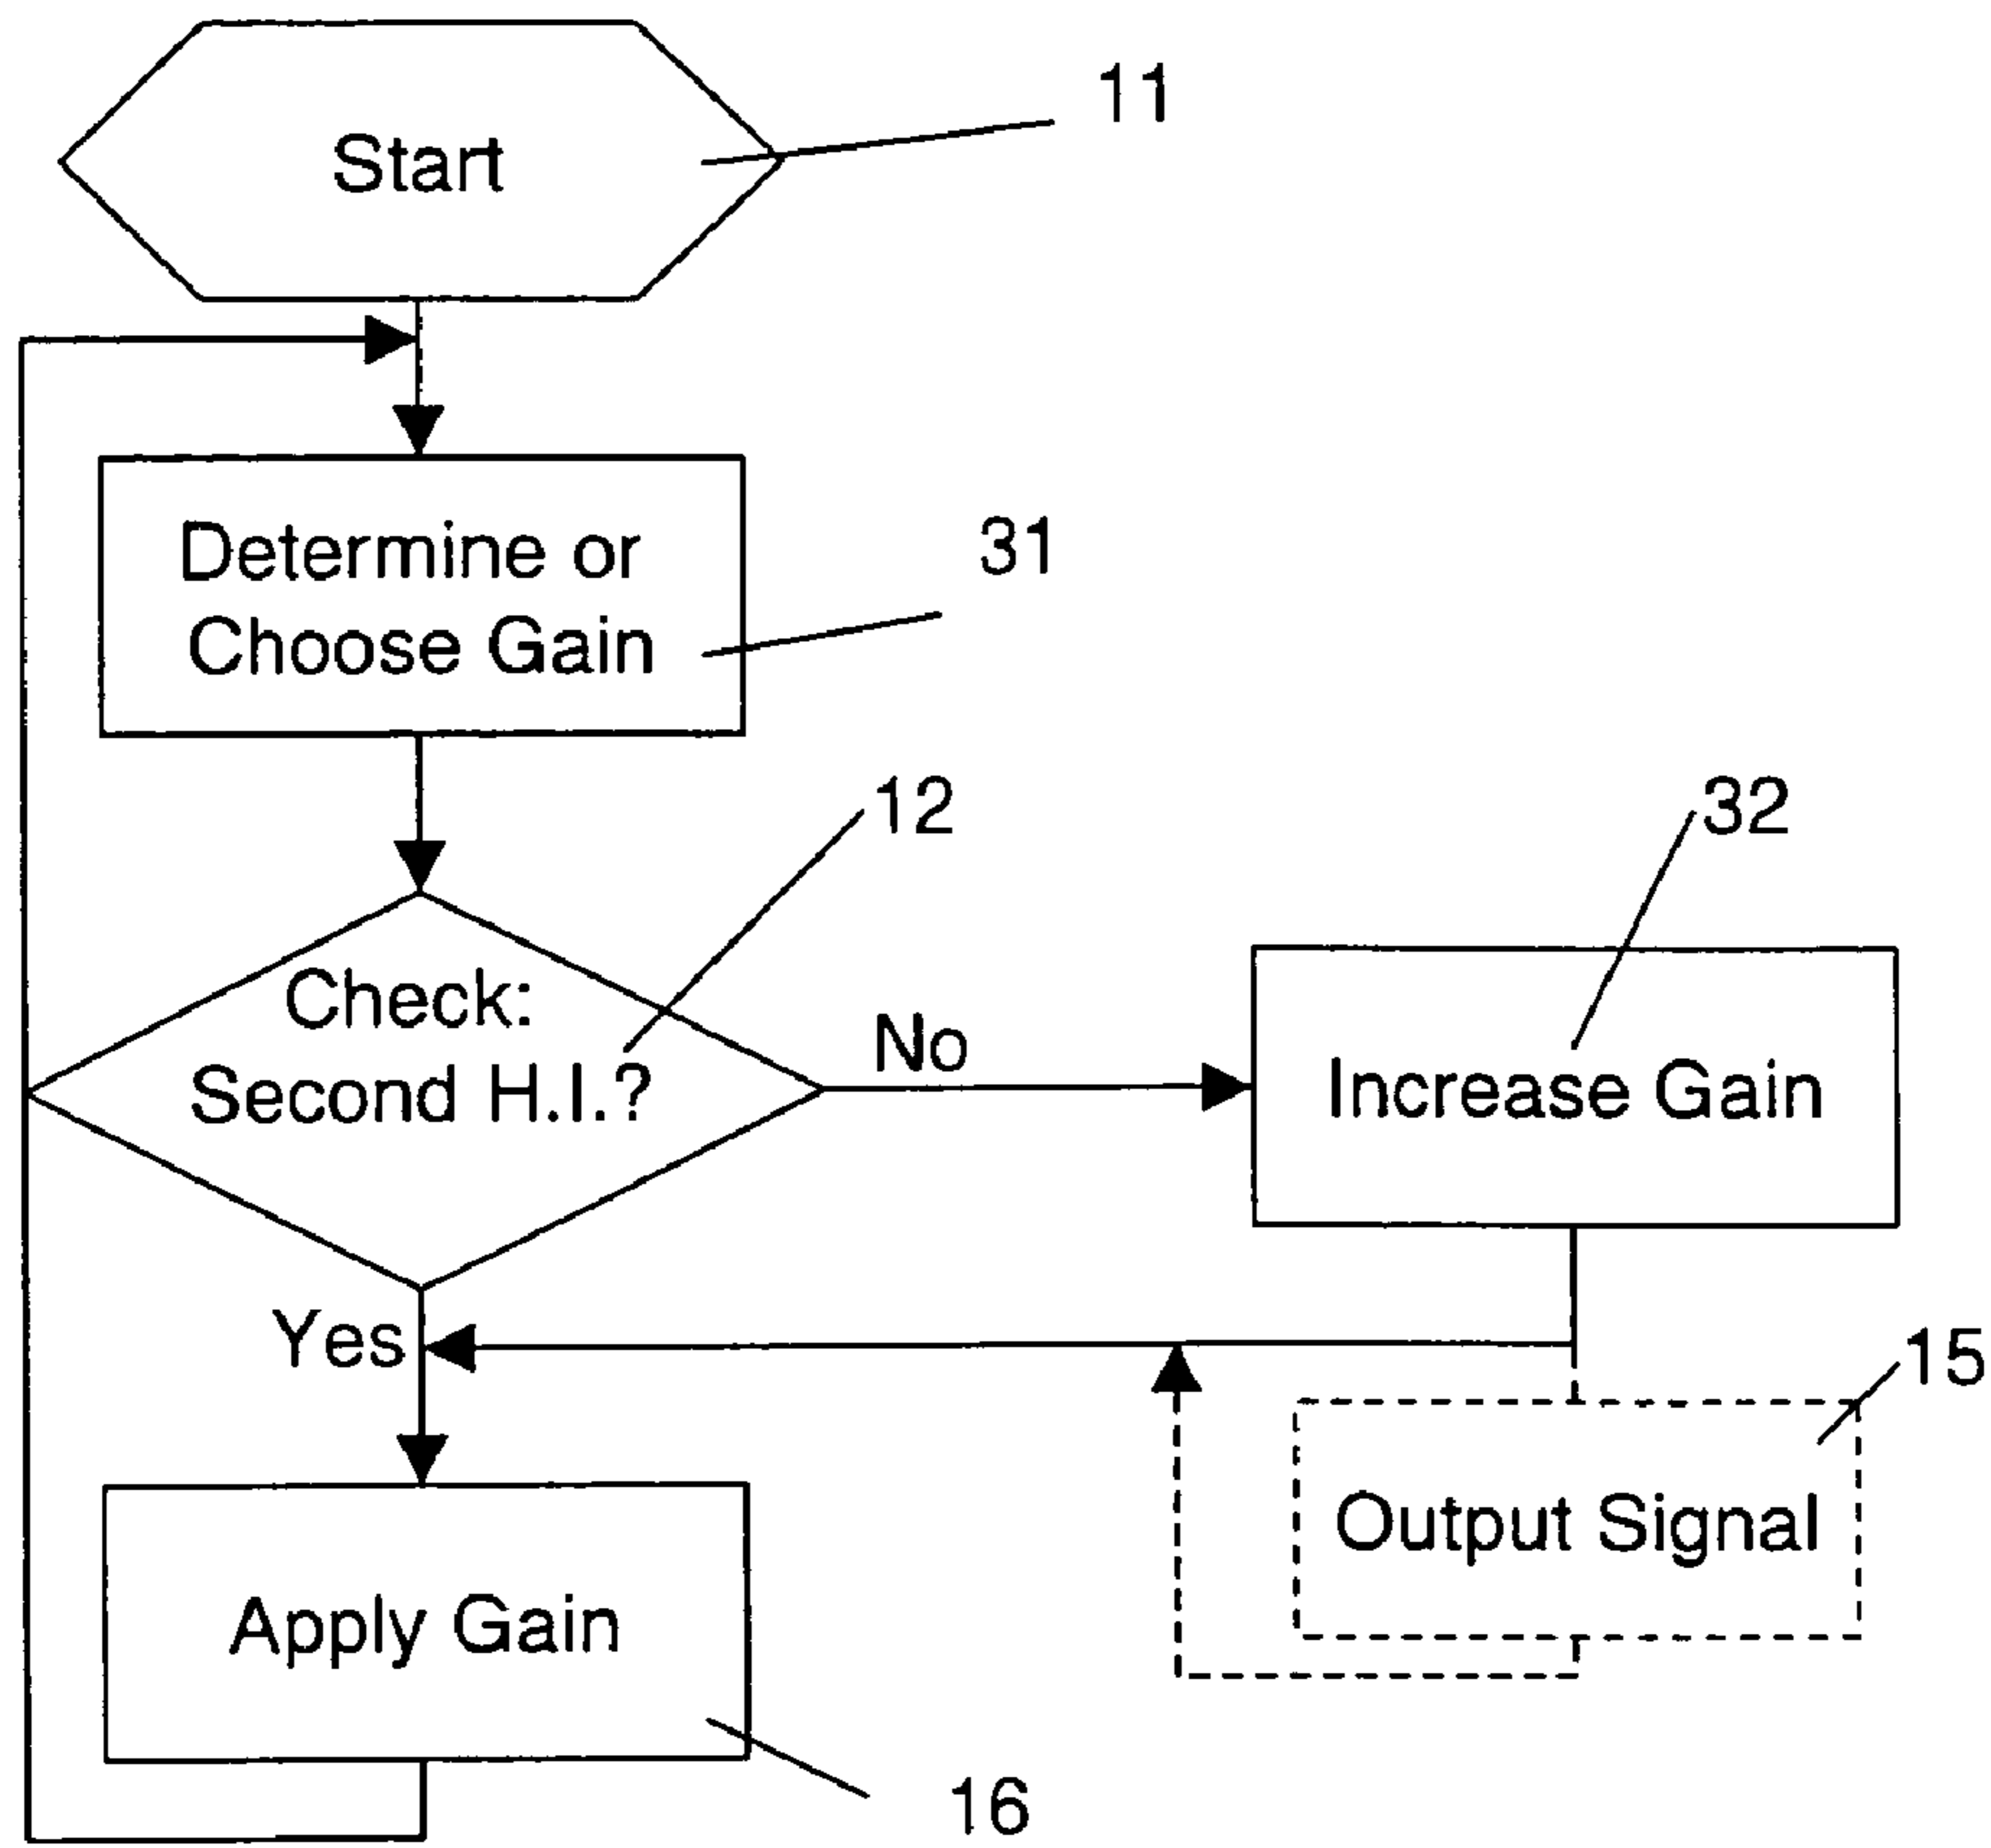 Start
11
Determine or
Choose Gain
31
12
Check:
Second H.I.?
No
32
Increase Gain
Yes
15
Output Signal
Apply Gain
16